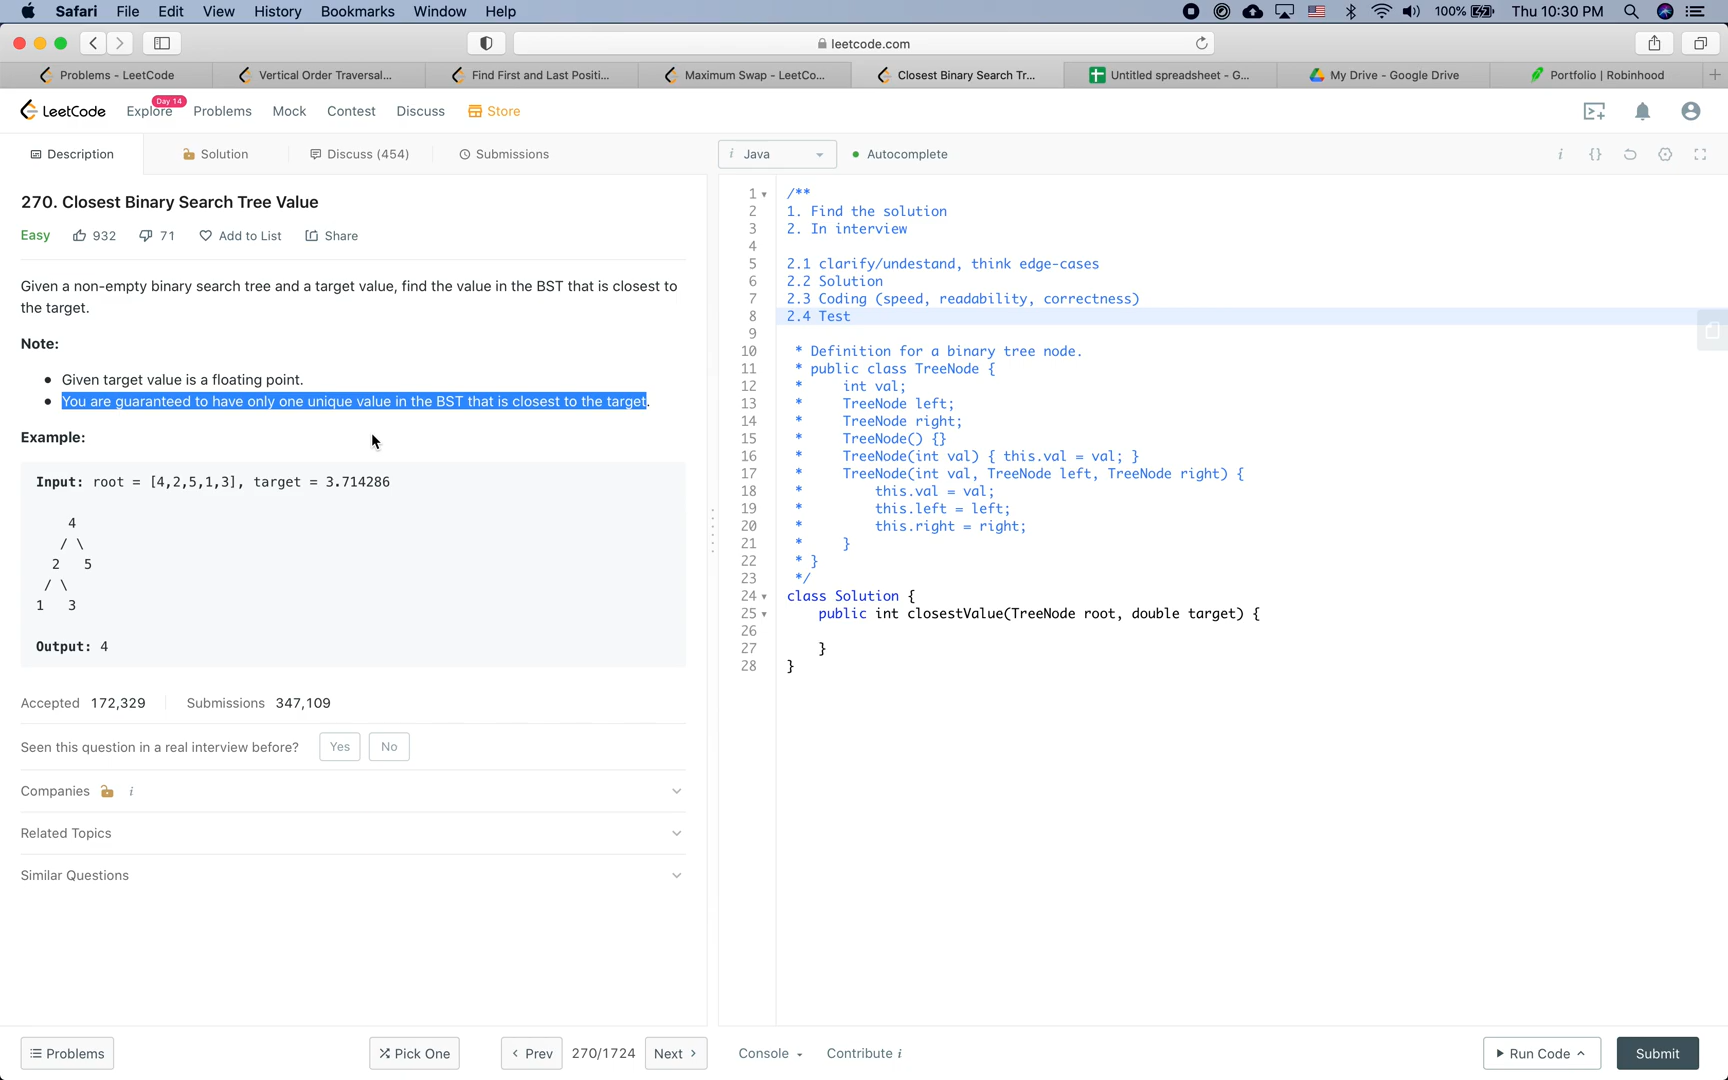 Safari File Edit View History Bookmarks Window Help 100% Thu 10:30 PM
leetcode.com
Problems - LeetCode Vertical Order Traversal... Find First and Last Positi... Maximum Swap - LeetCo... Closest Binary Search Tr... Untitled spreadsheet - G... My Drive - Google Drive Portfolio | Robinhood
LeetCode Explore Day 14 Problems Mock Contest Discuss Store
Description Solution Discuss (454) Submissions
i Java Autocomplete i {}
270. Closest Binary Search Tree Value
Easy 932 71 Add to List Share
Given a non-empty binary search tree and a target value, find the value in the BST that is closest to
the target.
Note:
• Given target value is a floating point.
• You are guaranteed to have only one unique value in the BST that is closest to the target.
Example:
Input: root = [4,2,5,1,3], target = 3.714286
4
/ \
2 5
/ \
1 3
Output: 4
Accepted 172,329 Submissions 347,109
Seen this question in a real interview before? Yes No
Companies i
Related Topics
Similar Questions
Problems Pick One < Prev 270/1724 Next >
1 /**
2 1. Find the solution
3 2. In interview
4
5 2.1 clarify/undestand, think edge-cases
6 2.2 Solution
7 2.3 Coding (speed, readability, correctness)
8 2.4 Test
9
10 * Definition for a binary tree node.
11 * public class TreeNode {
12 * int val;
13 * TreeNode left;
14 * TreeNode right;
15 * TreeNode() {}
16 * TreeNode(int val) { this.val = val; }
17 * TreeNode(int val, TreeNode left, TreeNode right) {
18 * this.val = val;
19 * this.left = left;
20 * this.right = right;
21 * }
22 * }
23 */
24 class Solution {
25 public int closestValue(TreeNode root, double target) {
26
27 }
28 }
Console Contribute i Run Code Submit